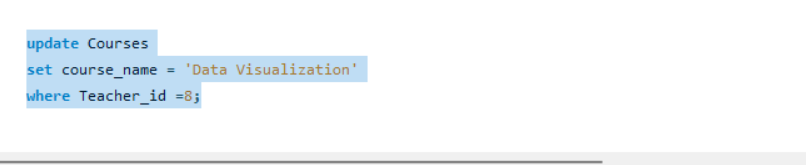 update Courses
set course_name = 'Data Visualization'
where Teacher_id =8;